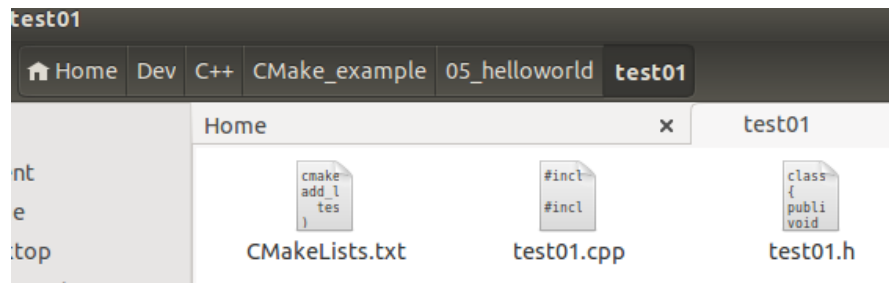 test01
Home Dev C++ CMake_example 05_helloworld test01
Home × test01
nt
e
top
cmake
add_l
tes
)
#incl
#incl
class
{
publi
void
CMakeLists.txt test01.cpp test01.h